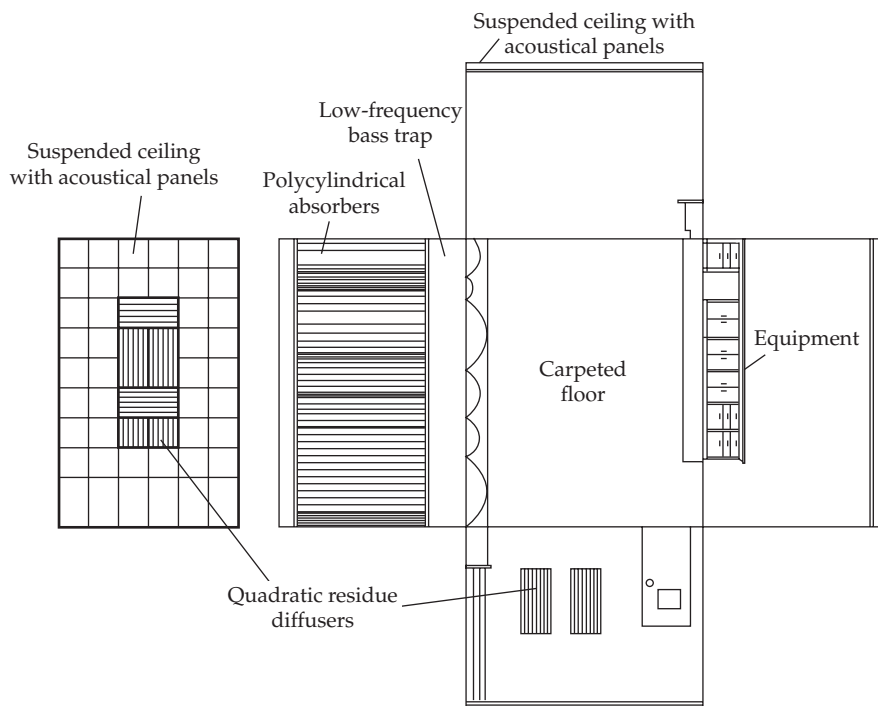 Suspended ceiling with
acoustical panels
Low-frequency
bass trap
Suspended ceiling
with acoustical panels
Polycylindrical
absorbers
Equipment
Carpeted
floor
Quadratic residue
diffusers